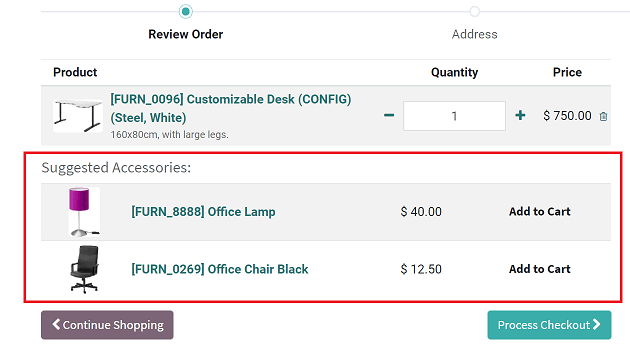 Review Order Address
Product Quantity Price
[FURN_0096] Customizable Desk (CONFIG)
(Steel, White)
160x80cm, with large legs.
1 $ 750.00
Suggested Accessories:
[FURN_8888] Office Lamp $ 40.00 Add to Cart
[FURN_0269] Office Chair Black $ 12.50 Add to Cart
Continue Shopping Process Checkout